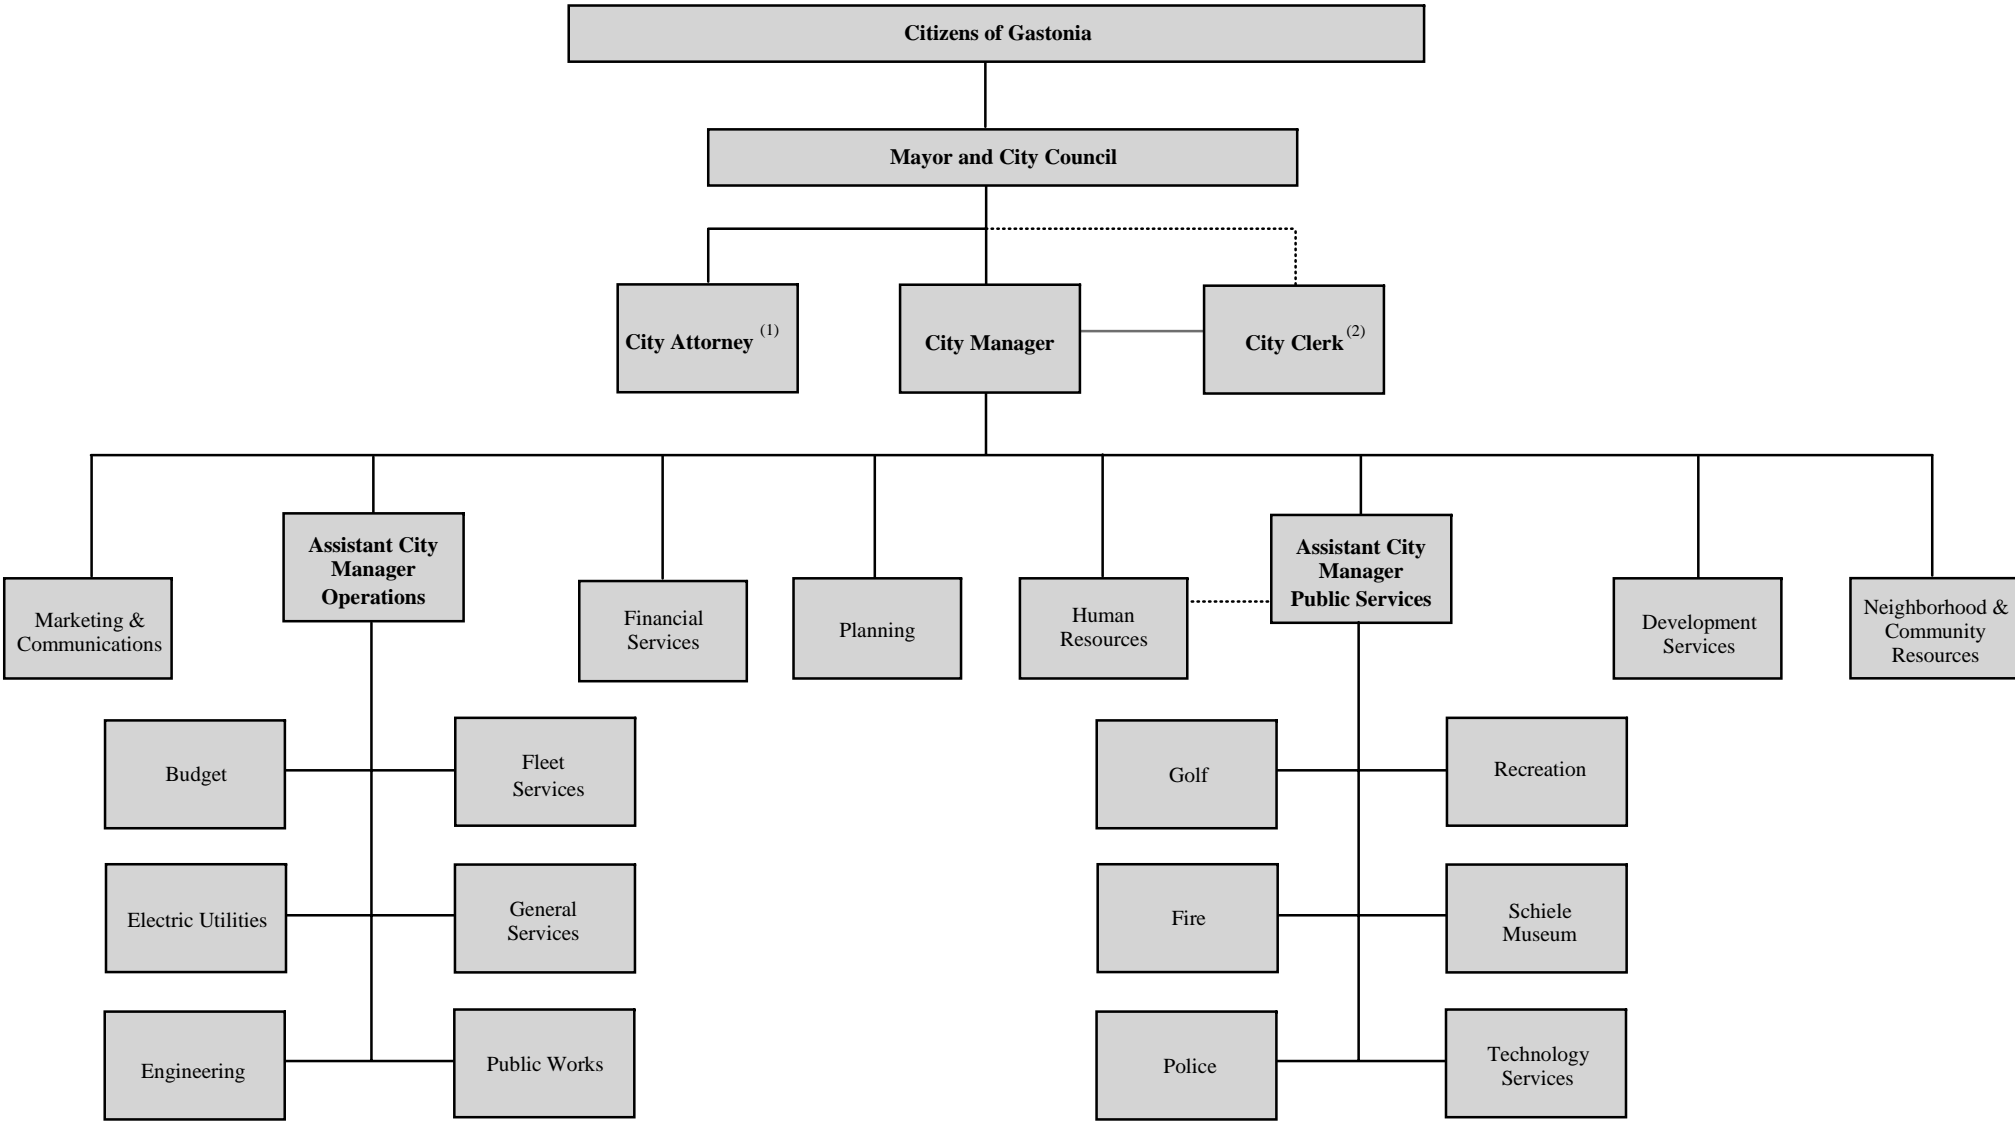 Citizens of Gastonia
Mayor and City Council
City Attorney (1)
City Manager
City Clerk (2)
Marketing &
Communications
Assistant City
Manager
Operations
Financial
Services
Planning
Human
Resources
Assistant City
Manager
Public Services
Development
Services
Neighborhood &
Community
Resources
Budget
Fleet
Services
Golf
Recreation
Electric Utilities
General
Services
Fire
Schiele
Museum
Engineering
Public Works
Police
Technology
Services